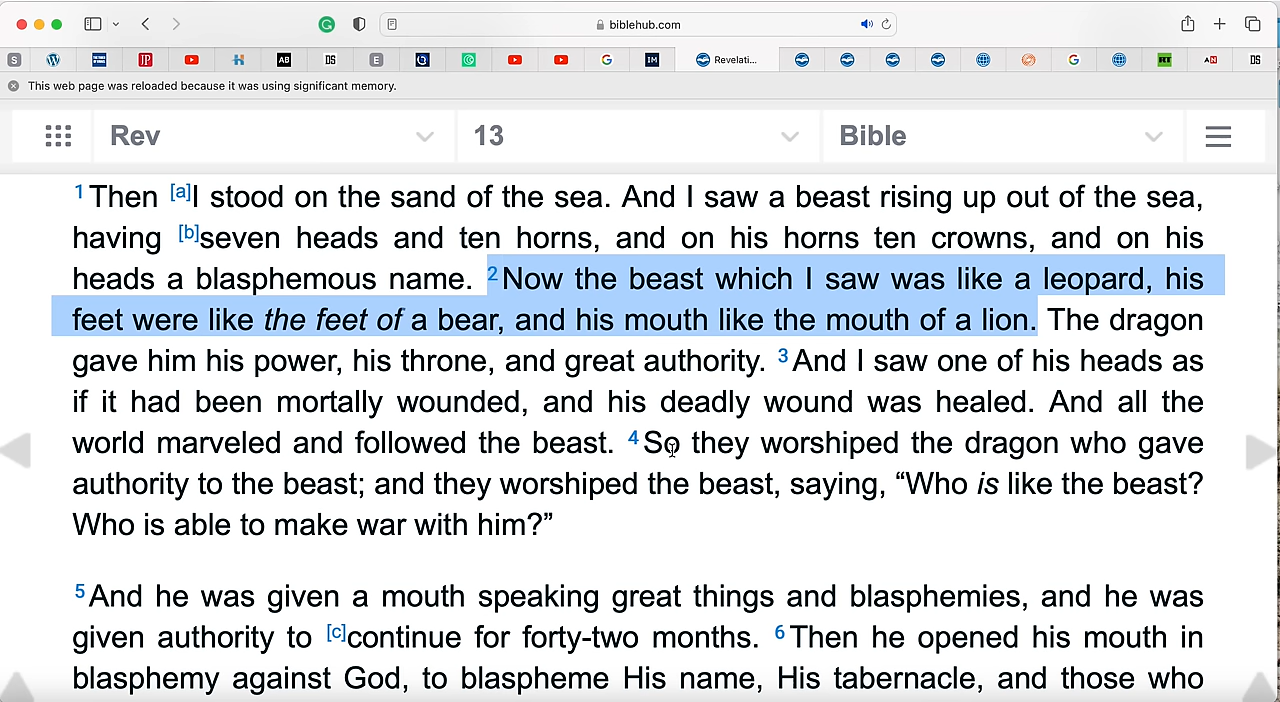 biblehub.com
S JP H AB DS E IM Revelati... RT DS
This web page was reloaded because it was using significant memory.
Rev 13 Bible
1 Then [a]I stood on the sand of the sea. And I saw a beast rising up out of the sea,
having [b]seven heads and ten horns, and on his horns ten crowns, and on his
heads a blasphemous name. 2 Now the beast which I saw was like a leopard, his
feet were like the feet of a bear, and his mouth like the mouth of a lion. The dragon
gave him his power, his throne, and great authority. 3 And I saw one of his heads as
if it had been mortally wounded, and his deadly wound was healed. And all the
world marveled and followed the beast. 4 So they worshiped the dragon who gave
authority to the beast; and they worshiped the beast, saying, “Who is like the beast?
Who is able to make war with him?”
5 And he was given a mouth speaking great things and blasphemies, and he was
given authority to [c]continue for forty-two months. 6 Then he opened his mouth in
blasphemy against God, to blaspheme His name, His tabernacle, and those who